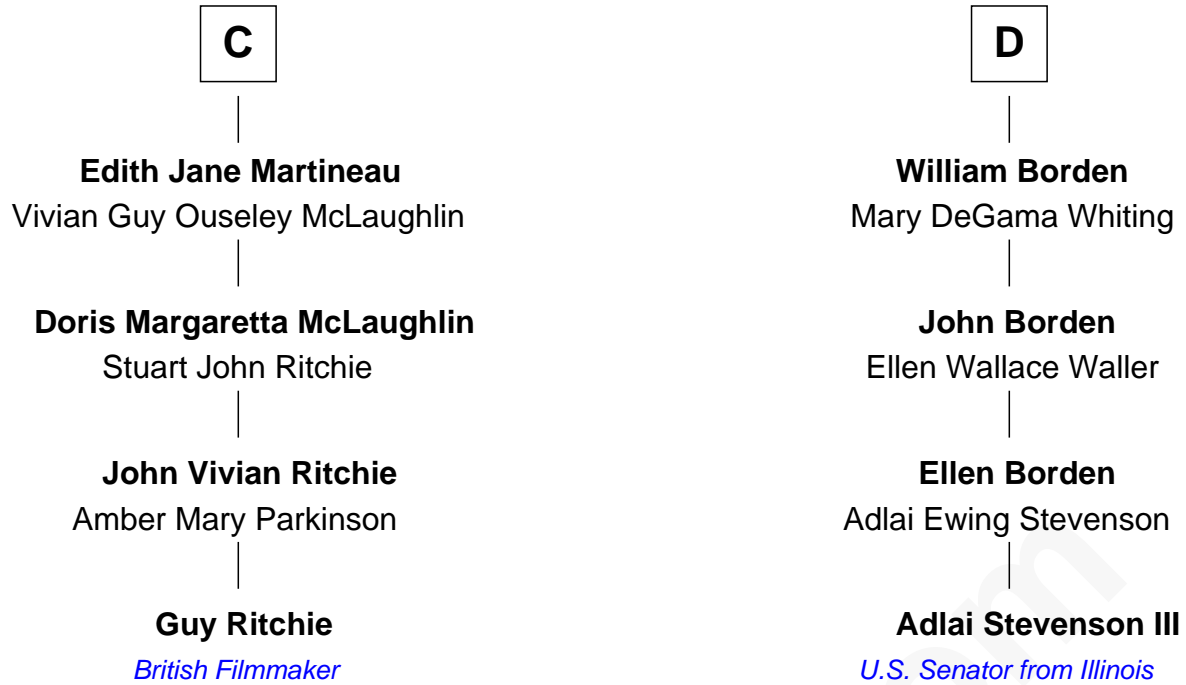 C
Edith Jane Martineau
Vivian Guy Ouseley McLaughlin
Doris Margaretta McLaughlin
Stuart John Ritchie
John Vivian Ritchie
Amber Mary Parkinson
Guy Ritchie
British Filmmaker
D
William Borden
Mary DeGama Whiting
John Borden
Ellen Wallace Waller
Ellen Borden
Adlai Ewing Stevenson
Adlai Stevenson III
U.S. Senator from Illinois